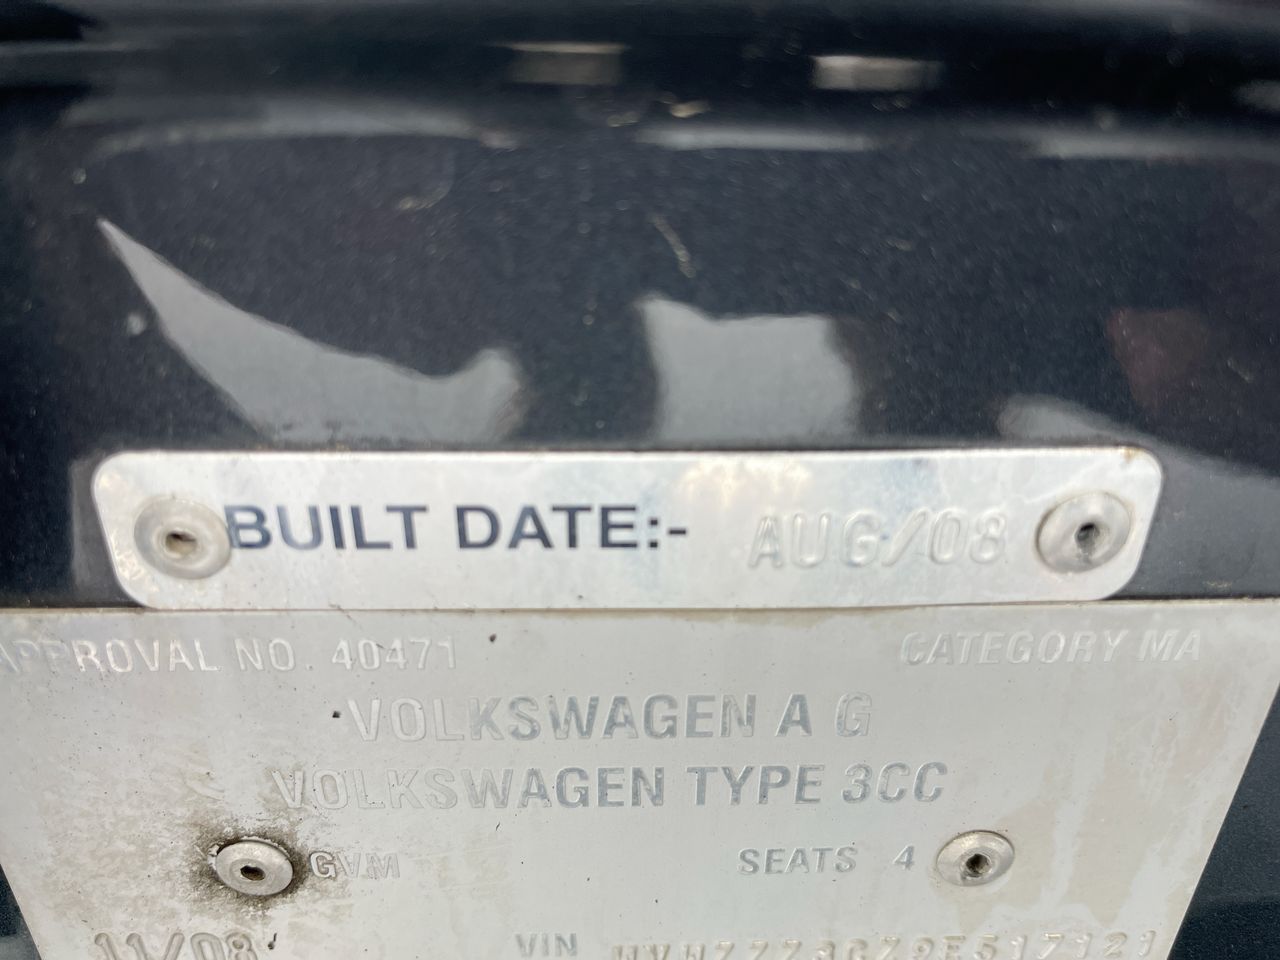 BUILT DATE:- AUG/08
APPROVAL NO. 40471 CATEGORY MA
VOLKSWAGEN A G
VOLKSWAGEN TYPE 3CC
GVM SEATS 4
11/08 VIN WVWZZZ3CZ9E517121